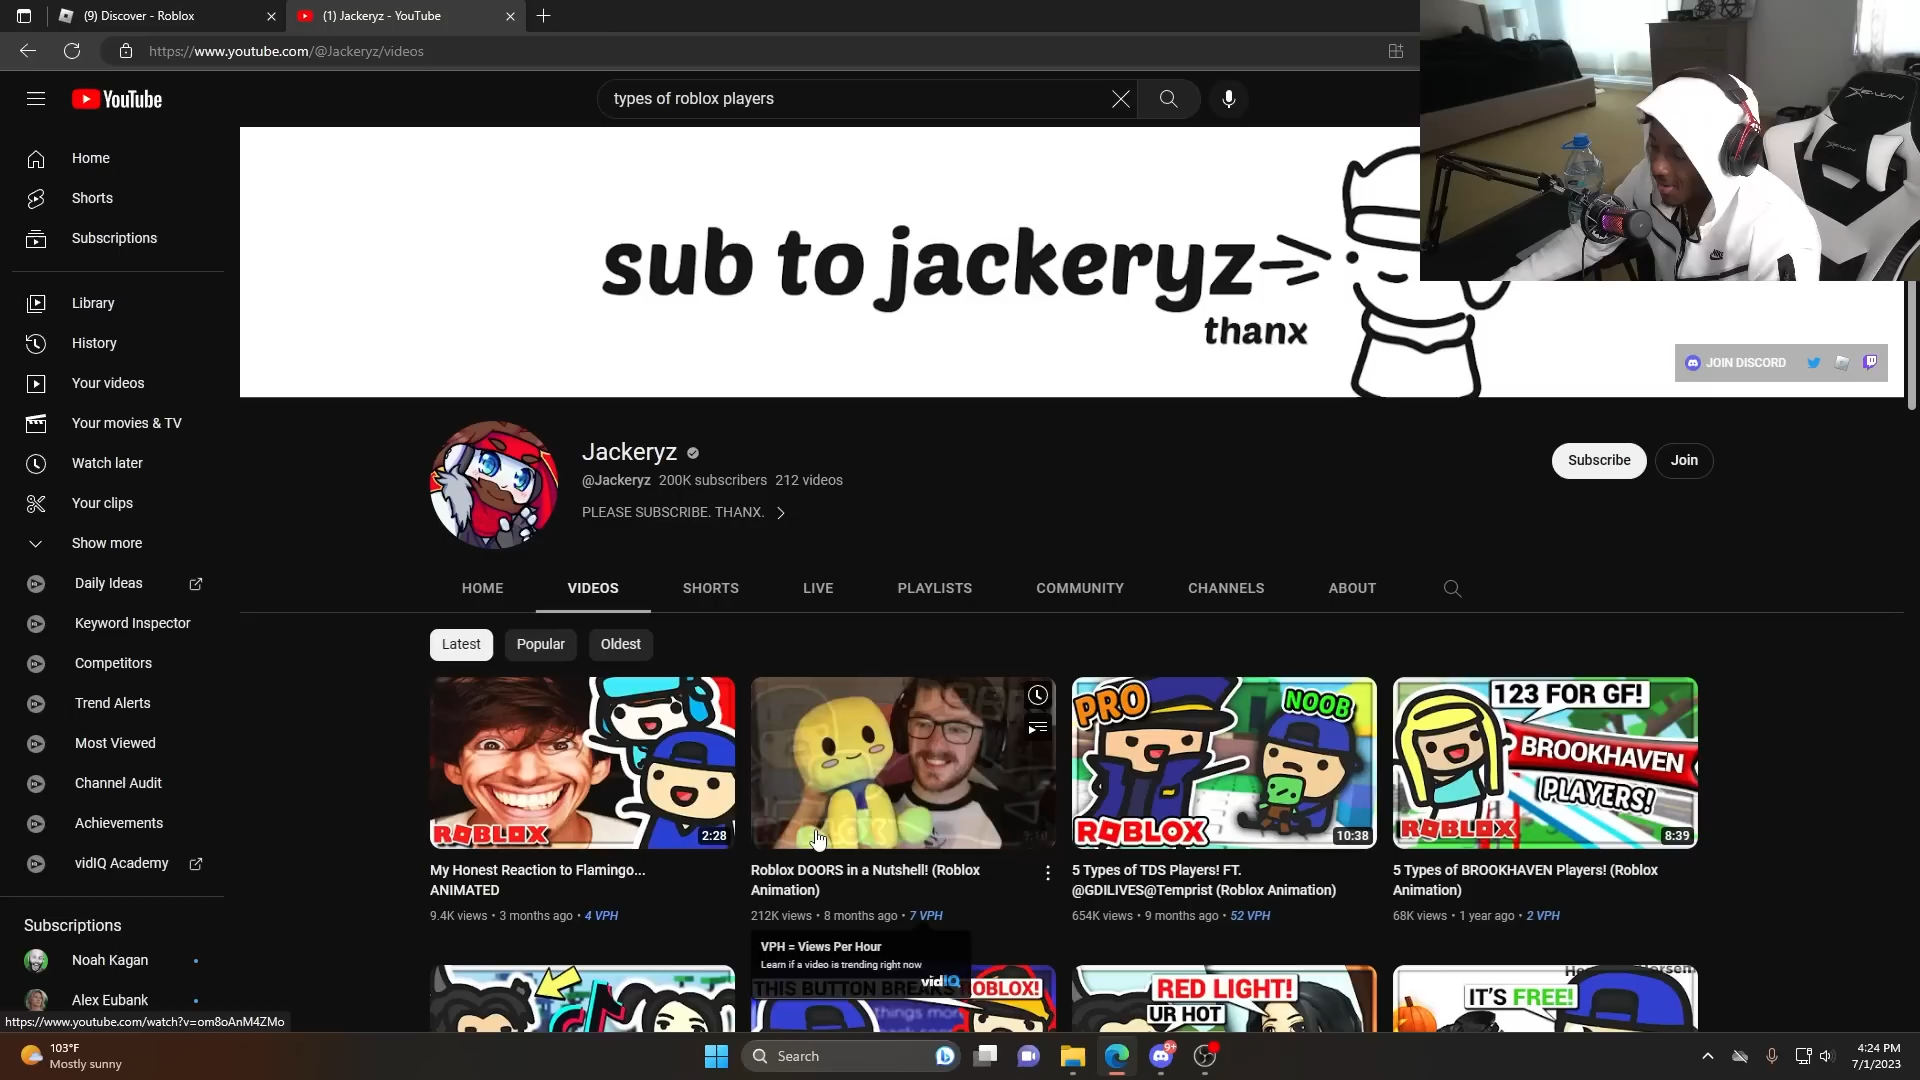 (9) Discover - Roblox
(1) Jackeryz - YouTube
https://www.youtube.com/@Jackeryz/videos
YouTube
types of roblox players
Home
Shorts
Subscriptions
Library
History
Your videos
Your movies & TV
Watch later
Your clips
Show more
Daily Ideas
Keyword Inspector
Competitors
Trend Alerts
Most Viewed
Channel Audit
Achievements
vidIQ Academy
Subscriptions
Noah Kagan
Alex Eubank
sub to jackeryz
thanx
JOIN DISCORD
Jackeryz
@Jackeryz 200K subscribers 212 videos
PLEASE SUBSCRIBE. THANX.
Subscribe
Join
HOME
VIDEOS
SHORTS
LIVE
PLAYLISTS
COMMUNITY
CHANNELS
ABOUT
Latest
Popular
Oldest
ROBLOX
2:28
My Honest Reaction to Flamingo...
ANIMATED
9.4K views • 3 months ago • 4 VPH
Roblox DOORS in a Nutshell! (Roblox
Animation)
212K views • 8 months ago • 7 VPH
VPH = Views Per Hour
Learn if a video is trending right now
vidIQ
PRO
NOOB
ROBLOX
10:38
5 Types of TDS Players! FT.
@GDILIVES@Temprist (Roblox Animation)
654K views • 9 months ago • 52 VPH
123 FOR GF!
BROOKHAVEN
PLAYERS!
ROBLOX
8:39
5 Types of BROOKHAVEN Players! (Roblox
Animation)
68K views • 1 year ago • 2 VPH
THIS BUTTON BREAKS ROBLOX!
things more
RED LIGHT!
UR HOT
IT'S FREE!
https://www.youtube.com/watch?v=om8oAnM4ZMo
103°F
Mostly sunny
Search
9+
4:24 PM
7/1/2023